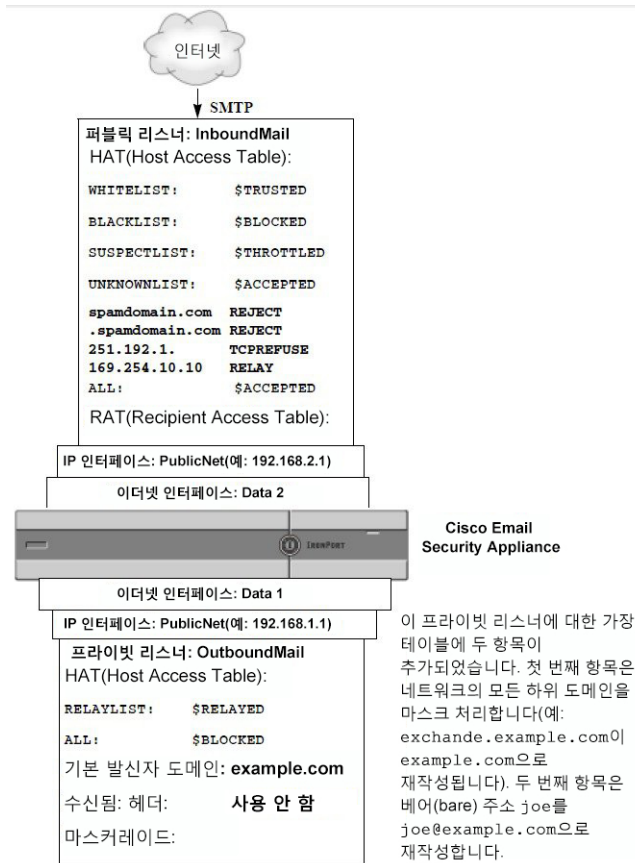 인터넷
SMTP
퍼블릭 리스너: InboundMail
HAT(Host Access Table):
WHITELIST: $TRUSTED
BLACKLIST: $BLOCKED
SUSPECTLIST: $THROTTLED
UNKNOWNLIST: $ACCEPTED
spamdomain.com REJECT
.spamdomain.com REJECT
251.192.1. TCPREFUSE
169.254.10.10 RELAY
ALL: $ACCEPTED
RAT(Recipient Access Table):
IP 인터페이스: PublicNet(예: 192.168.2.1)
이더넷 인터페이스: Data 2
IRONPORT
Cisco Email
Security Appliance
이더넷 인터페이스: Data 1
IP 인터페이스: PublicNet(예: 192.168.1.1)
프라이빗 리스너: OutboundMail
HAT(Host Access Table):
RELAYLIST: $RELAYED
ALL: $BLOCKED
기본 발신자 도메인: example.com
수신됨: 헤더: 사용 안 함
마스커레이드:
이 프라이빗 리스너에 대한 가장
테이블에 두 항목이
추가되었습니다. 첫 번째 항목은
네트워크의 모든 하위 도메인을
마스크 처리합니다(예:
exchande.example.com이
example.com으로
재작성됩니다). 두 번째 항목은
베어(bare) 주소 joe를
joe@example.com으로
재작성합니다.